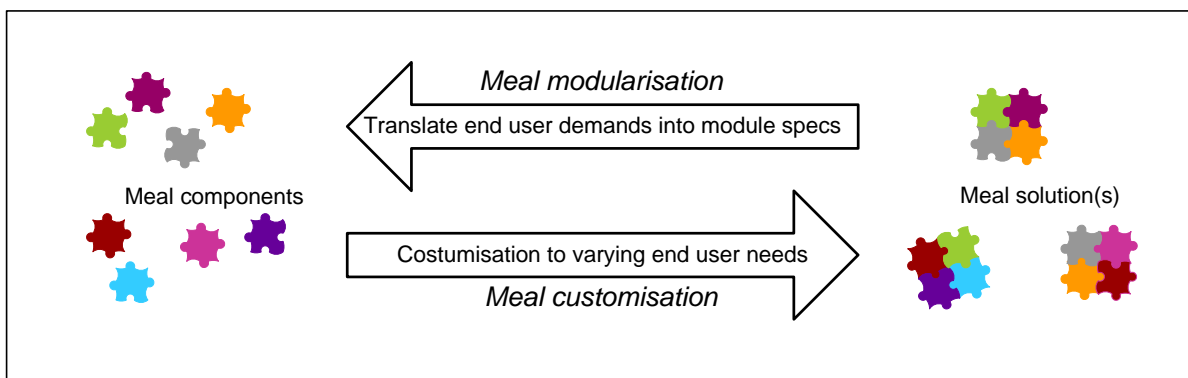 Meal modularisation
Translate end user demands into module specs
Meal components
Meal solution(s)
Costumisation to varying end user needs
Meal customisation